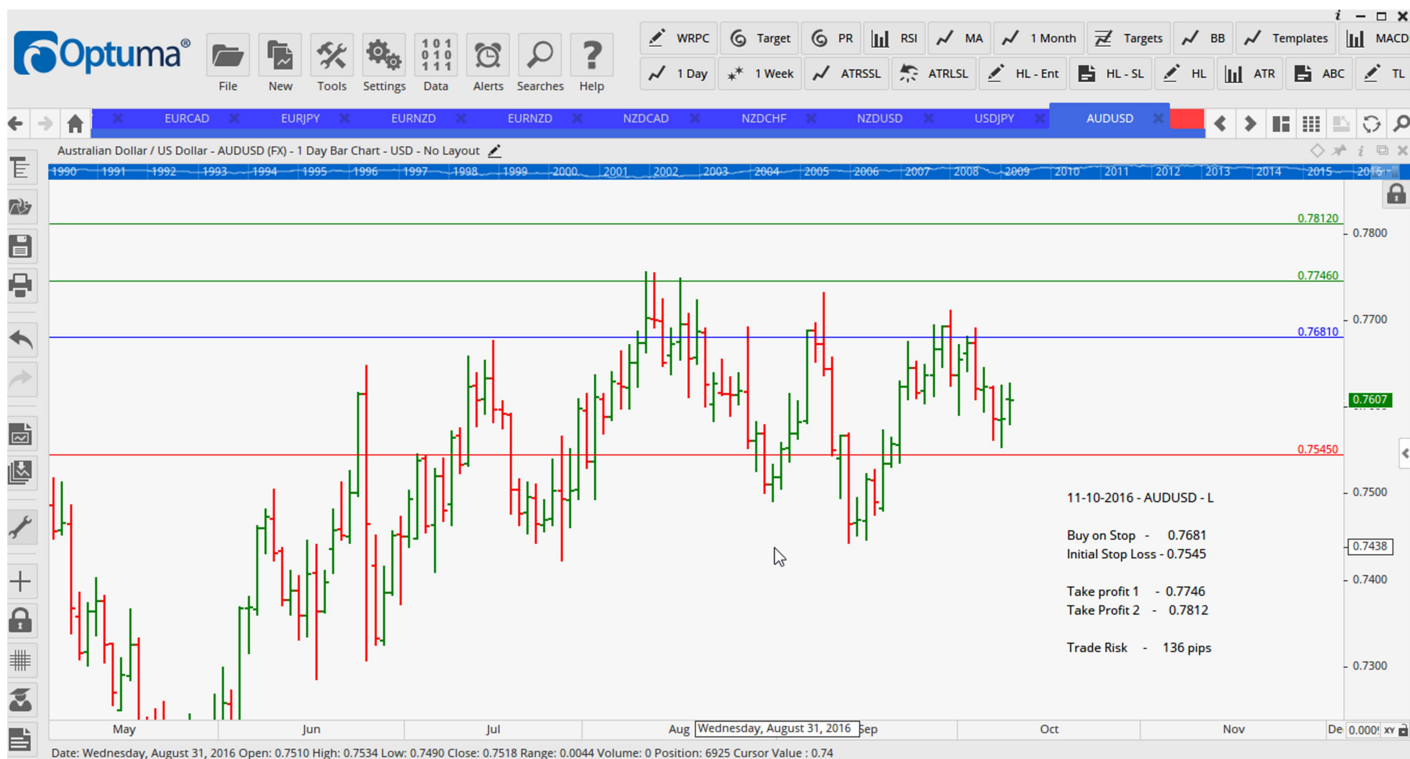 Optuma®
File
New
Tools
Settings
Data
Alerts
Searches
Help
WRPC
Target
PR
RSI
MA
1 Month
Targets
BB
Templates
MACD
1 Day
1 Week
ATRSSL
ATRLSL
HL - Ent
HL - SL
HL
ATR
ABC
TL
EURCAD
EURJPY
EURNZD
EURNZD
NZDCAD
NZDCHF
NZDUSD
USDJPY
AUDUSD
Australian Dollar / US Dollar - AUDUSD (FX) - 1 Day Bar Chart - USD - No Layout
1990 1991 1992 1993 1994 1995 1996 1997 1998 1999 2000 2001 2002 2003 2004 2005 2006 2007 2008 2009 2010 2011 2012 2013 2014 2015 2016
0.78120
0.7800
0.77460
0.7700
0.76810
0.7607
0.75450
0.7500
11-10-2016 - AUDUSD - L
Buy on Stop - 0.7681
0.7438
Initial Stop Loss - 0.7545
0.7400
Take profit 1 - 0.7746
Take Profit 2 - 0.7812
Trade Risk - 136 pips
0.7300
May
Jun
Jul
Aug
Wednesday, August 31, 2016
Sep
Oct
Nov
De
XY
Date: Wednesday, August 31, 2016 Open: 0.7510 High: 0.7534 Low: 0.7490 Close: 0.7518 Range: 0.0044 Volume: 0 Position: 6925 Cursor Value : 0.74